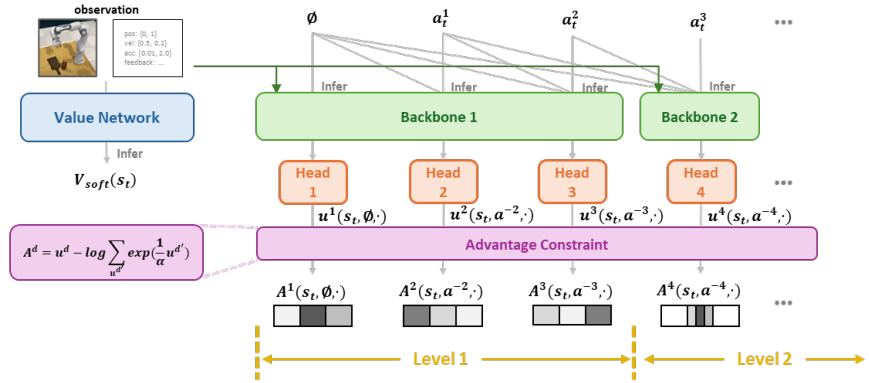 observation
pos: {0, 1}
vel: {0.5, 0.2}
acc: {0.01, 2.0}
feedback: ...
∅
a_t^1
a_t^2
a_t^3
...
Infer
Infer
Infer
Value Network
Backbone 1
Backbone 2
Infer
V_soft(s_t)
Head 1
Head 2
Head 3
Head 4
...
u^1(s_t, ∅,·)
u^2(s_t, a^{-2},·)
u^3(s_t, a^{-3},·)
u^4(s_t, a^{-4},·)
A^d = u^d − log ∑_{u^{d'}} exp(1/α u^{d'})
Advantage Constraint
A^1(s_t, ∅,·)
A^2(s_t, a^{-2},·)
A^3(s_t, a^{-3},·)
A^4(s_t, a^{-4},·)
...
Level 1
Level 2